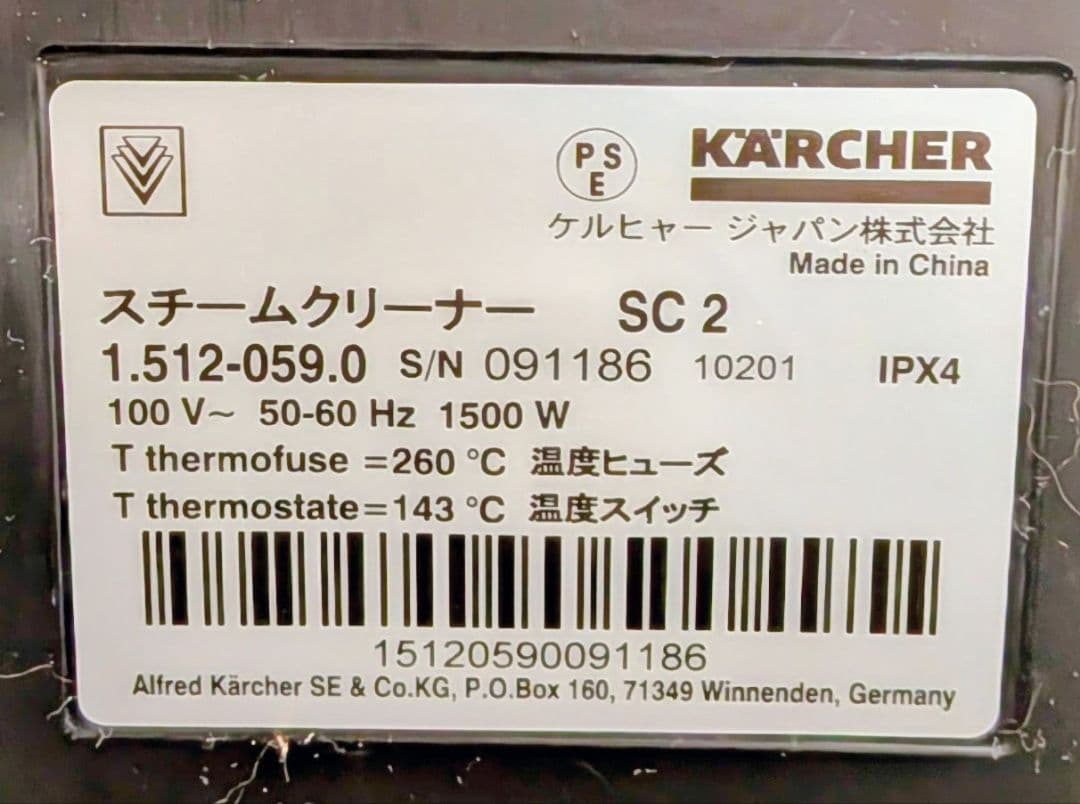 PSE
KÄRCHER
ケルヒャー ジャパン株式会社
Made in China
スチームクリーナー SC 2
1.512-059.0 S/N 091186 10201 IPX4
100 V~ 50-60 Hz 1500 W
T thermofuse =260 °C 温度ヒューズ
T thermostate=143 °C 温度スイッチ
15120590091186
Alfred Kärcher SE & Co.KG, P.O.Box 160, 71349 Winnenden, Germany